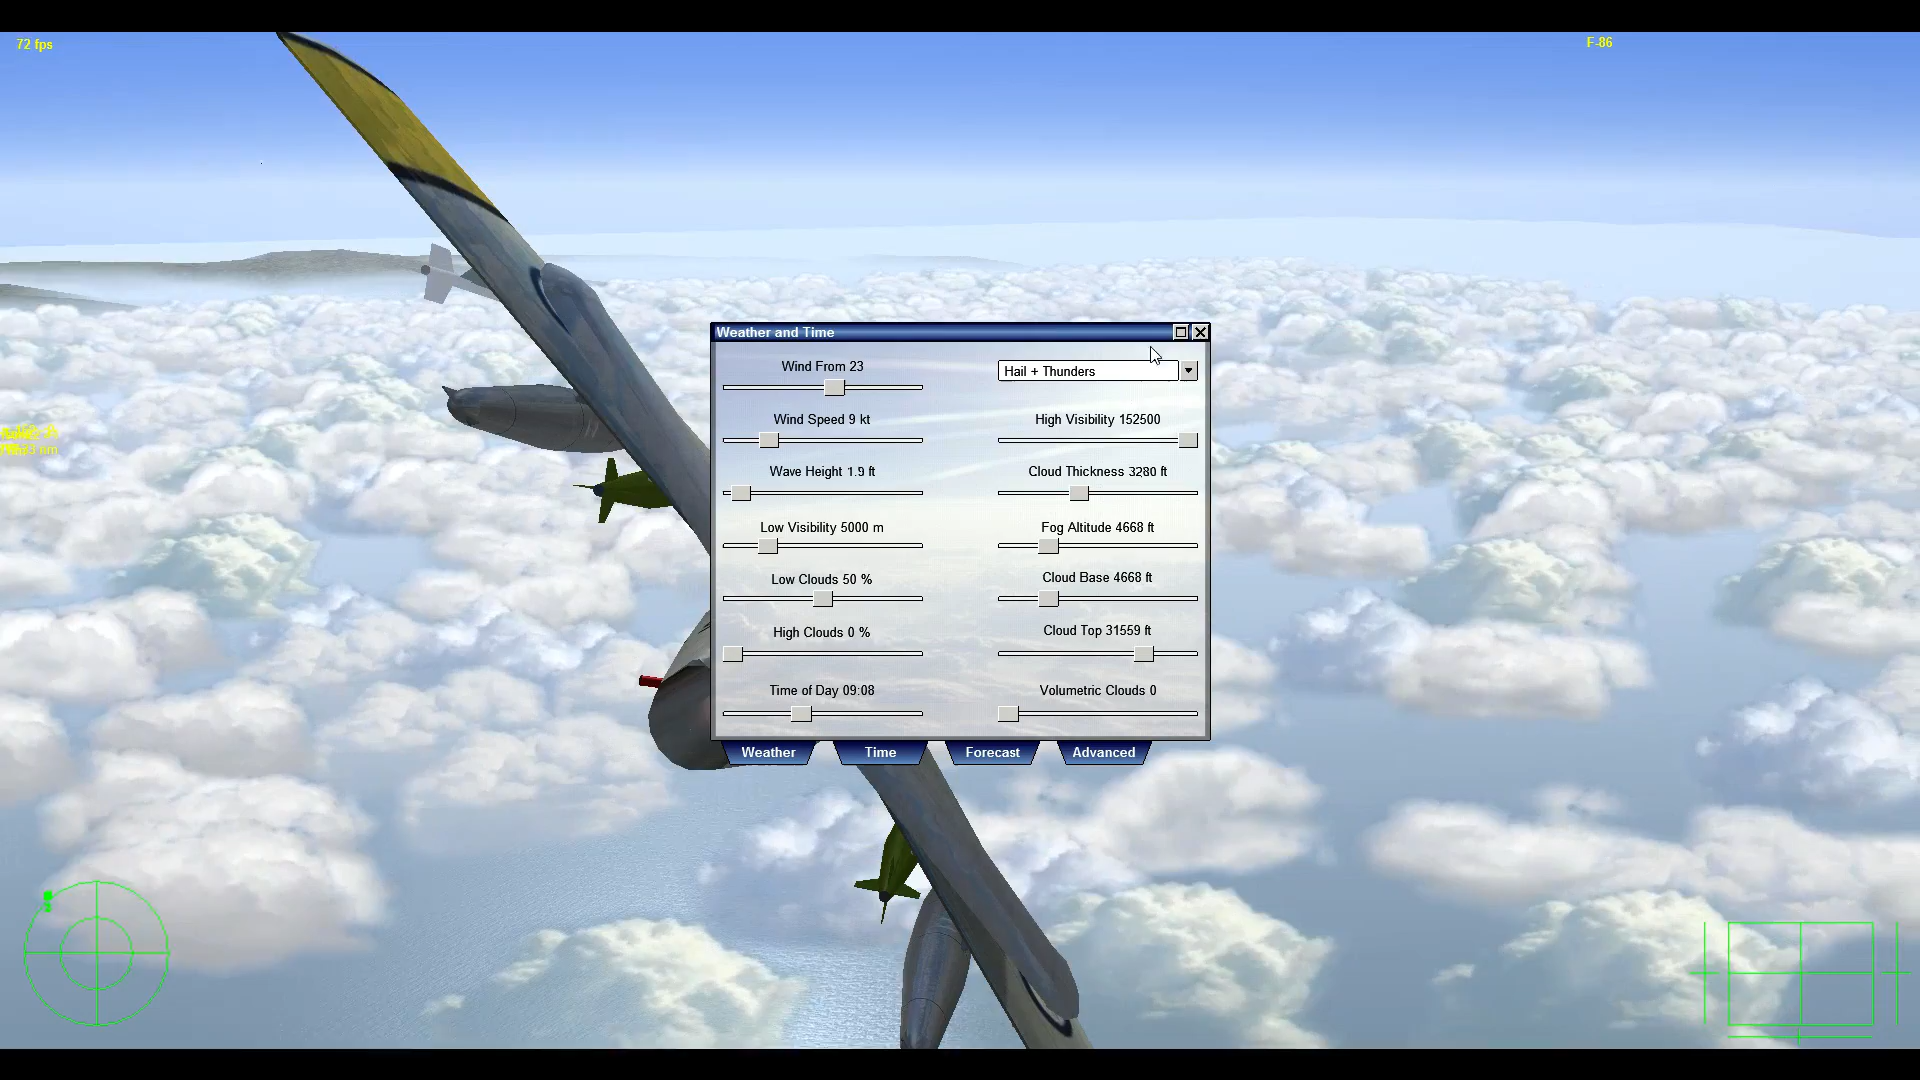 72 fps
F-86
Weather and Time
Wind From 23
Hail + Thunders
Wind Speed 9 kt
High Visibility 152500
Wave Height 1.9 ft
Cloud Thickness 3280 ft
Low Visibility 5000 m
Fog Altitude 4668 ft
Low Clouds 50 %
Cloud Base 4668 ft
High Clouds 0 %
Cloud Top 31559 ft
Time of Day 09:08
Volumetric Clouds 0
Weather
Time
Forecast
Advanced